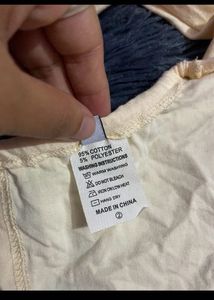 95% COTTON
5% POLYESTER
WASHING INSTRUCTIONS
WARM WASHING
DO NOT BLEACH
IRON ON LOW HEAT
HANG DRY
MADE IN CHINA
2